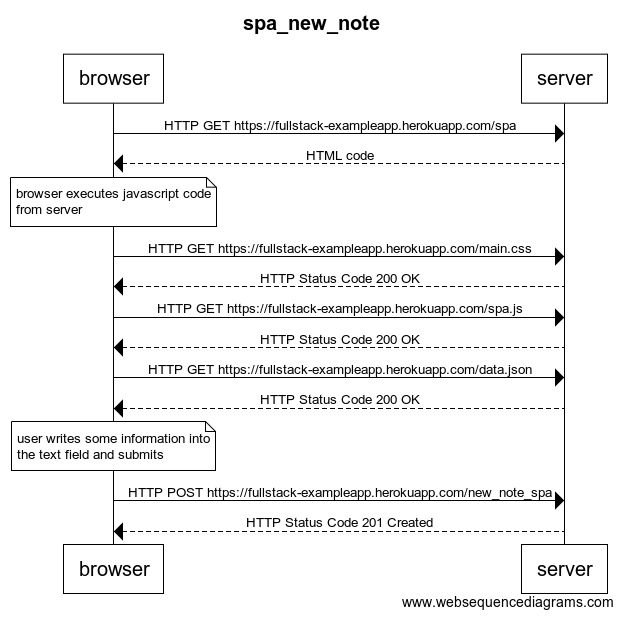 spa_new_note
browser
server
HTTP GET https://fullstack-exampleapp.herokuapp.com/spa
HTML code
browser executes javascript code
from server
HTTP GET https://fullstack-exampleapp.herokuapp.com/main.css
HTTP Status Code 200 OK
HTTP GET https://fullstack-exampleapp.herokuapp.com/spa.js
HTTP Status Code 200 OK
HTTP GET https://fullstack-exampleapp.herokuapp.com/data.json
HTTP Status Code 200 OK
user writes some information into
the text field and submits
HTTP POST https://fullstack-exampleapp.herokuapp.com/new_note_spa
HTTP Status Code 201 Created
browser
server
www.websequencediagrams.com